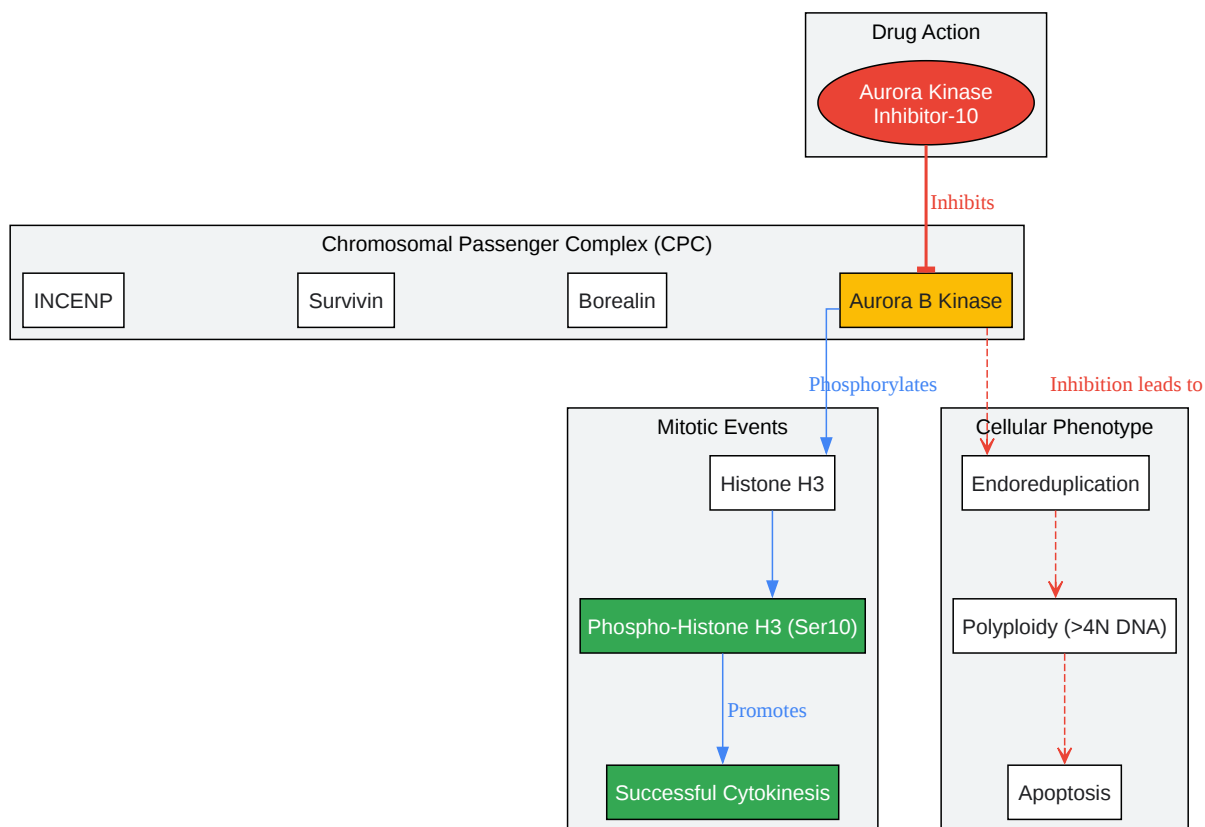 Drug Action
Aurora Kinase
Inhibitor-10
Inhibits
Chromosomal Passenger Complex (CPC)
INCENP
Survivin
Borealin
Aurora B Kinase
Phosphorylates
Inhibition leads to
Mitotic Events
Cellular Phenotype
Histone H3
Endoreduplication
Phospho-Histone H3 (Ser10)
Polyploidy (>4N DNA)
Promotes
Successful Cytokinesis
Apoptosis